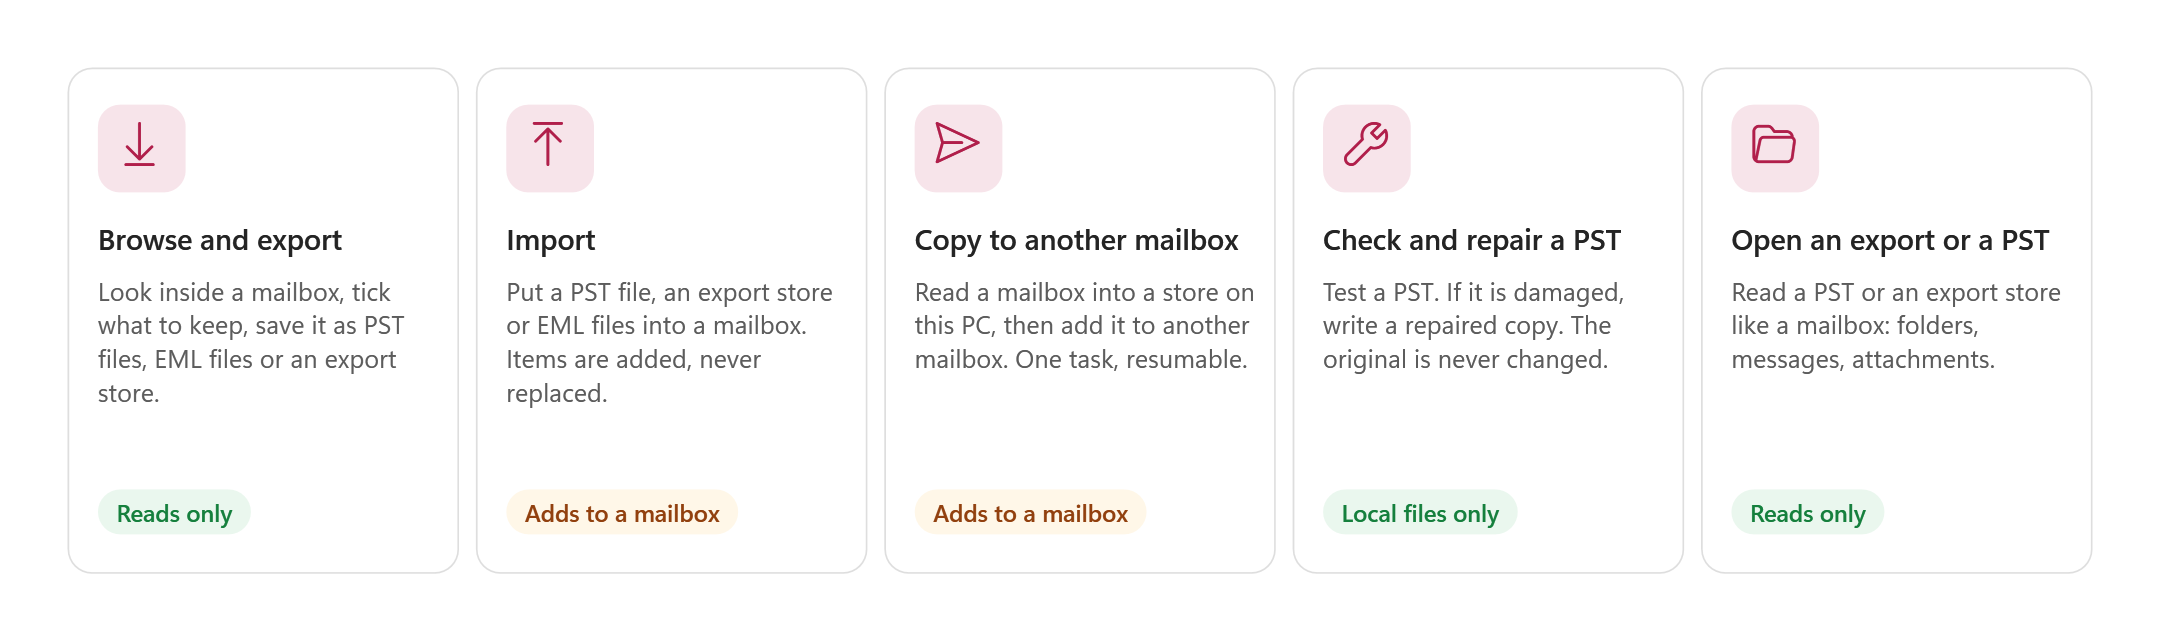 Browse and export
Look inside a mailbox, tick
what to keep, save it as PST
files, EML files or an export
store.
Reads only
Import
Put a PST file, an export store
or EML files into a mailbox.
Items are added, never
replaced.
Adds to a mailbox
Copy to another mailbox
Read a mailbox into a store on
this PC, then add it to another
mailbox. One task, resumable.
Adds to a mailbox
Check and repair a PST
Test a PST. If it is damaged,
write a repaired copy. The
original is never changed.
Local files only
Open an export or a PST
Read a PST or an export store
like a mailbox: folders,
messages, attachments.
Reads only